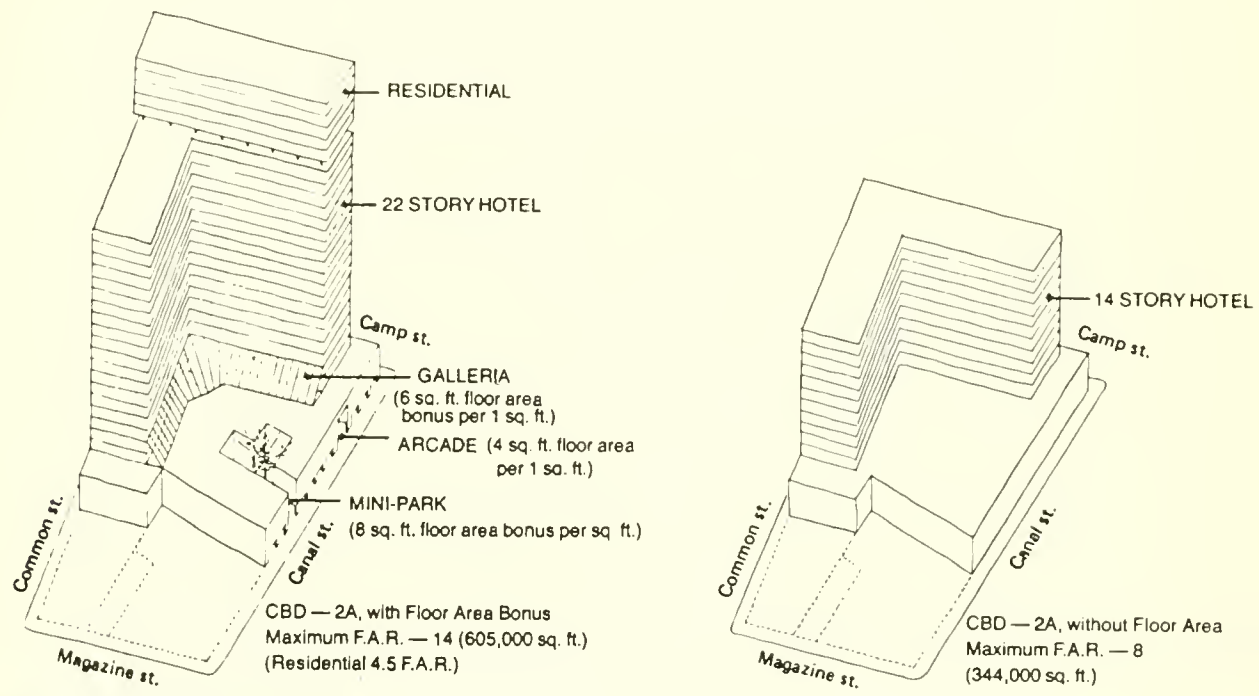 RESIDENTIAL
22 STORY HOTEL
Camp st.
GALLERIA
(6 sq. ft. floor area
bonus per 1 sq. ft.)
ARCADE (4 sq. ft. floor area
per 1 sq. ft.)
MINI-PARK
(8 sq. ft. floor area bonus per sq ft.)
Common st.
Canal st.
Magazine st.
CBD — 2A, with Floor Area Bonus
Maximum F.A.R. — 14 (605,000 sq. ft.)
(Residential 4.5 F.A.R.)
14 STORY HOTEL
Camp st.
Common st.
Canal st.
Magazine st.
CBD — 2A, without Floor Area
Maximum F.A.R. — 8
(344,000 sq. ft.)